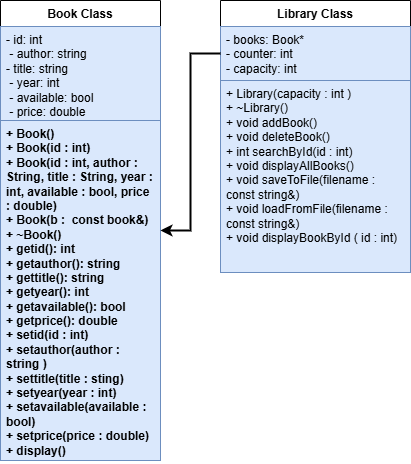 Book Class
- id: int
- author: string
- title: string
- year: int
- available: bool
- price: double
+ Book()
+ Book(id : int)
+ Book(id : int, author :
String, title : String, year :
int, available : bool, price
: double)
+ Book(b :  const book&)
+ ~Book()
+ getid(): int
+ getauthor(): string
+ gettitle(): string
+ getyear(): int
+ getavailable(): bool
+ getprice(): double
+ setid(id : int)
+ setauthor(author :
string )
+ settitle(title : sting)
+ setyear(year : int)
+ setavailable(available :
bool)
+ setprice(price : double)
+ display()
Library Class
- books: Book*
- counter: int
- capacity: int
+ Library(capacity : int )
+ ~Library()
+ void addBook()
+ void deleteBook()
+ int searchById(id : int)
+ void displayAllBooks()
+ void saveToFile(filename :
const string&)
+ void loadFromFile(filename :
const string&)
+ void displayBookById ( id : int)